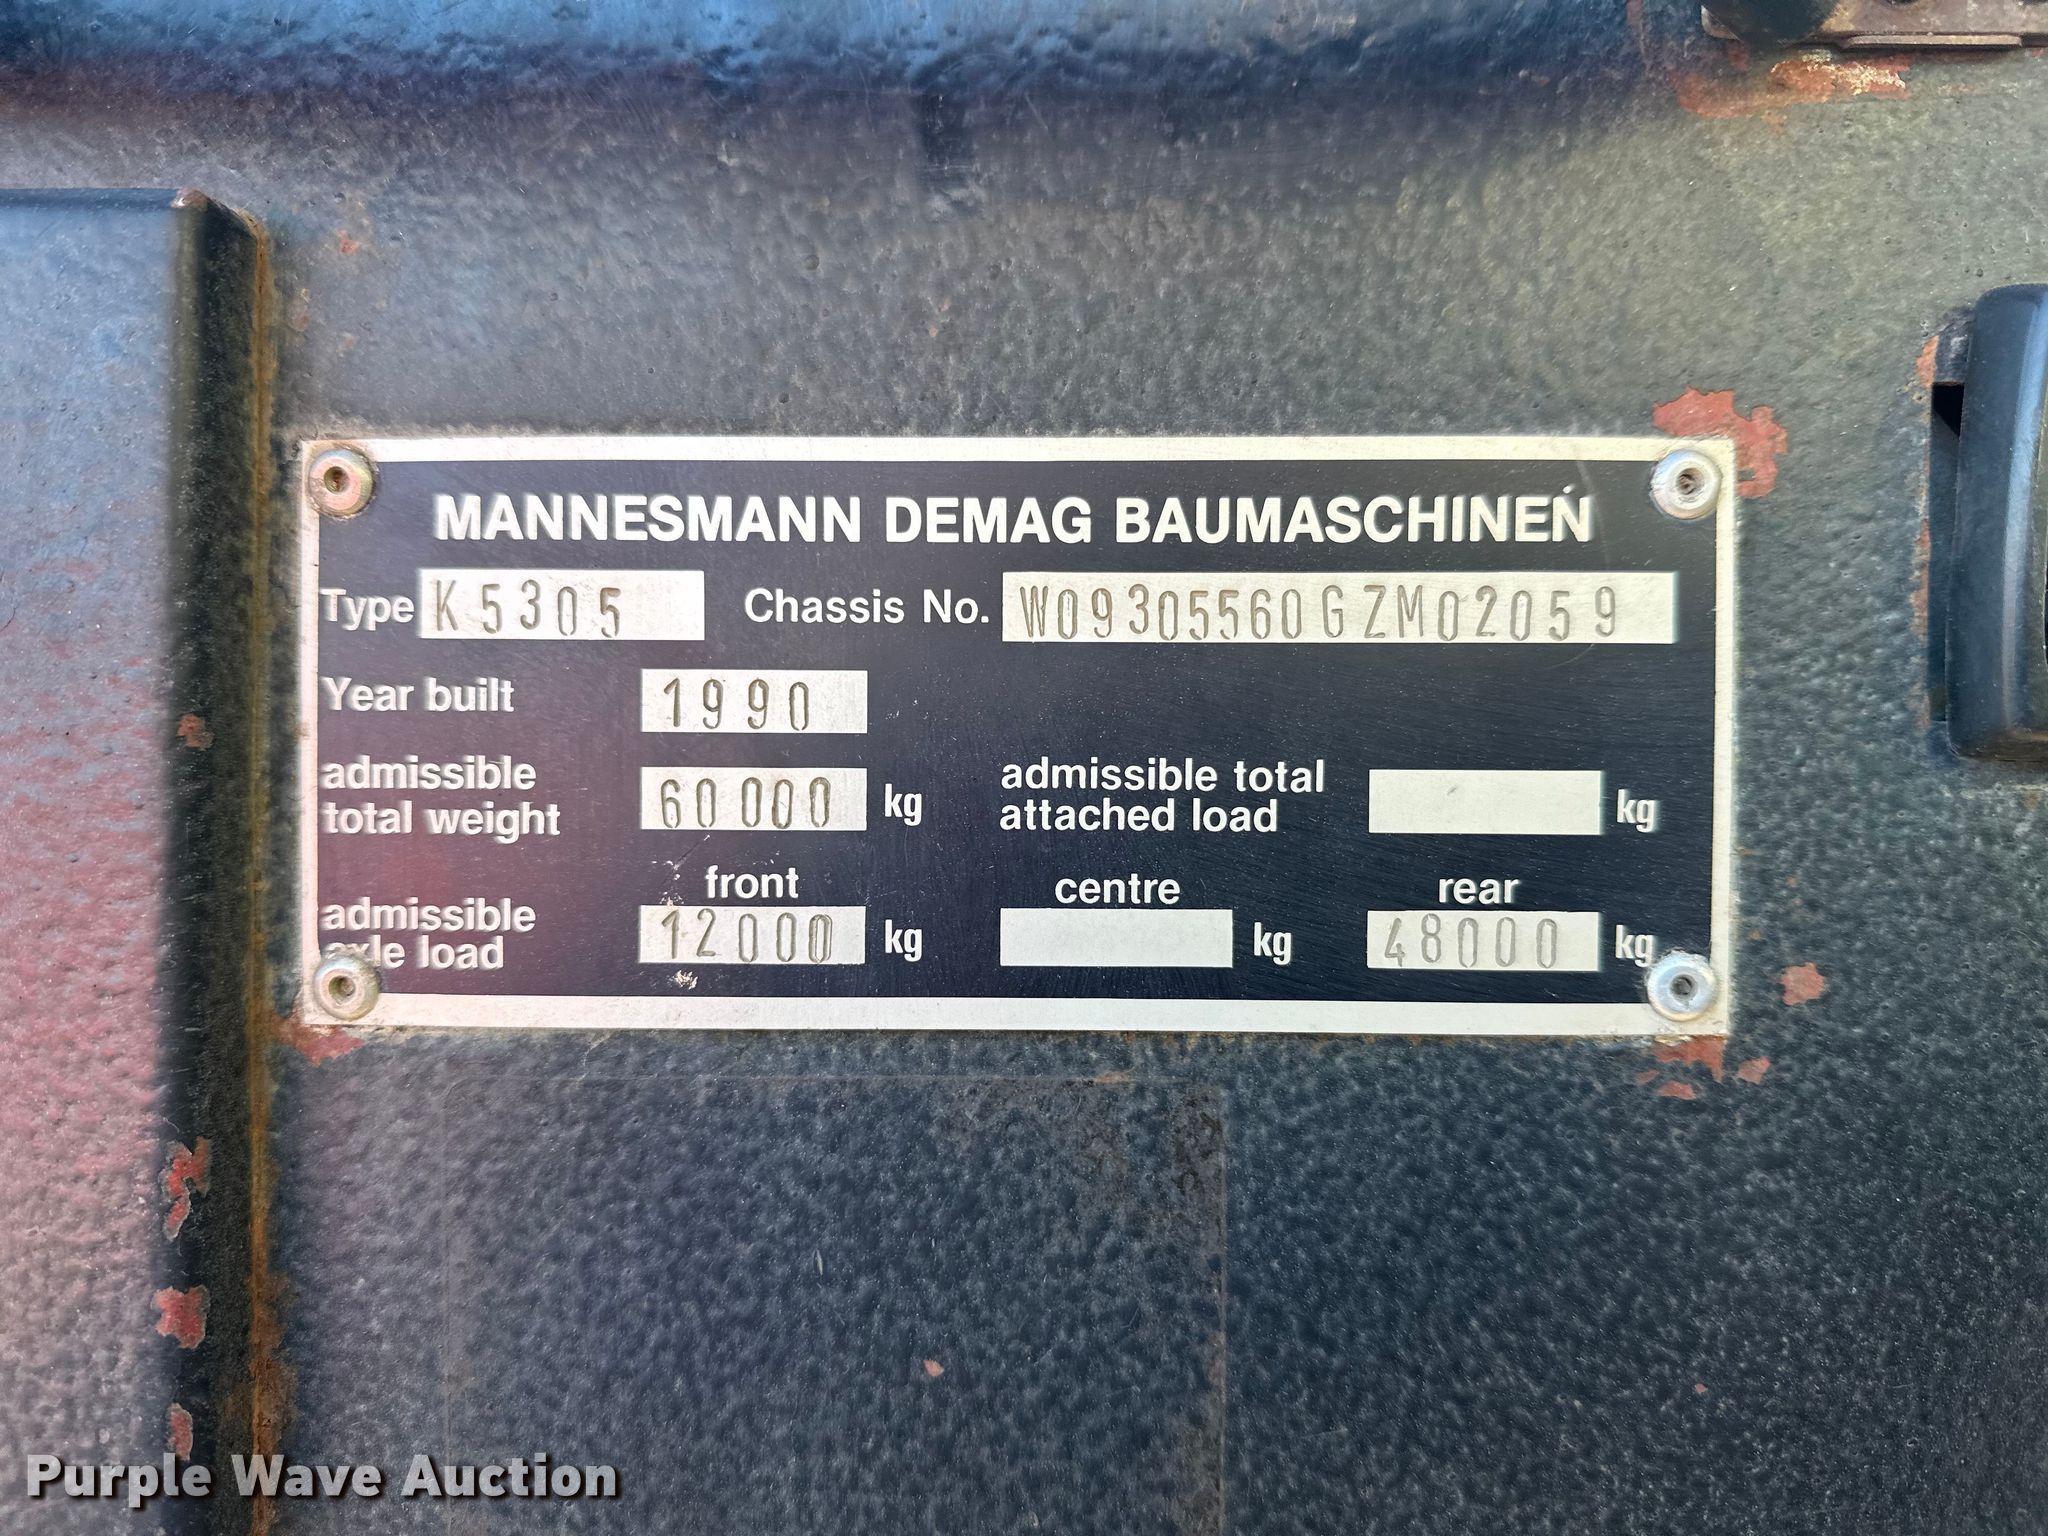 MANNESMANN DEMAG BAUMASCHINEN
Type K 5305 Chassis No. W09305560GZM02059
Year built 1990
admissible total weight 60000 kg admissible total attached load kg
front centre rear
admissible axle load 12000 kg kg 48000 kg
Purple Wave Auction